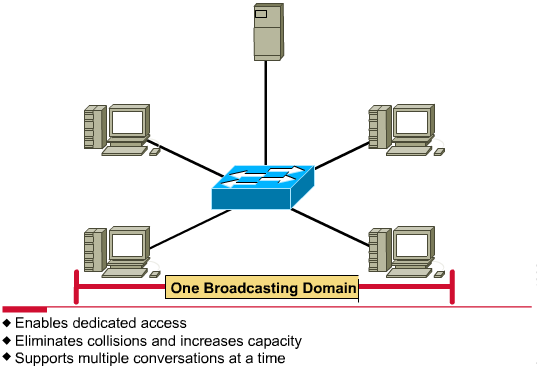 One Broadcasting Domain
Enables dedicated access
Eliminates collisions and increases capacity
Supports multiple conversations at a time